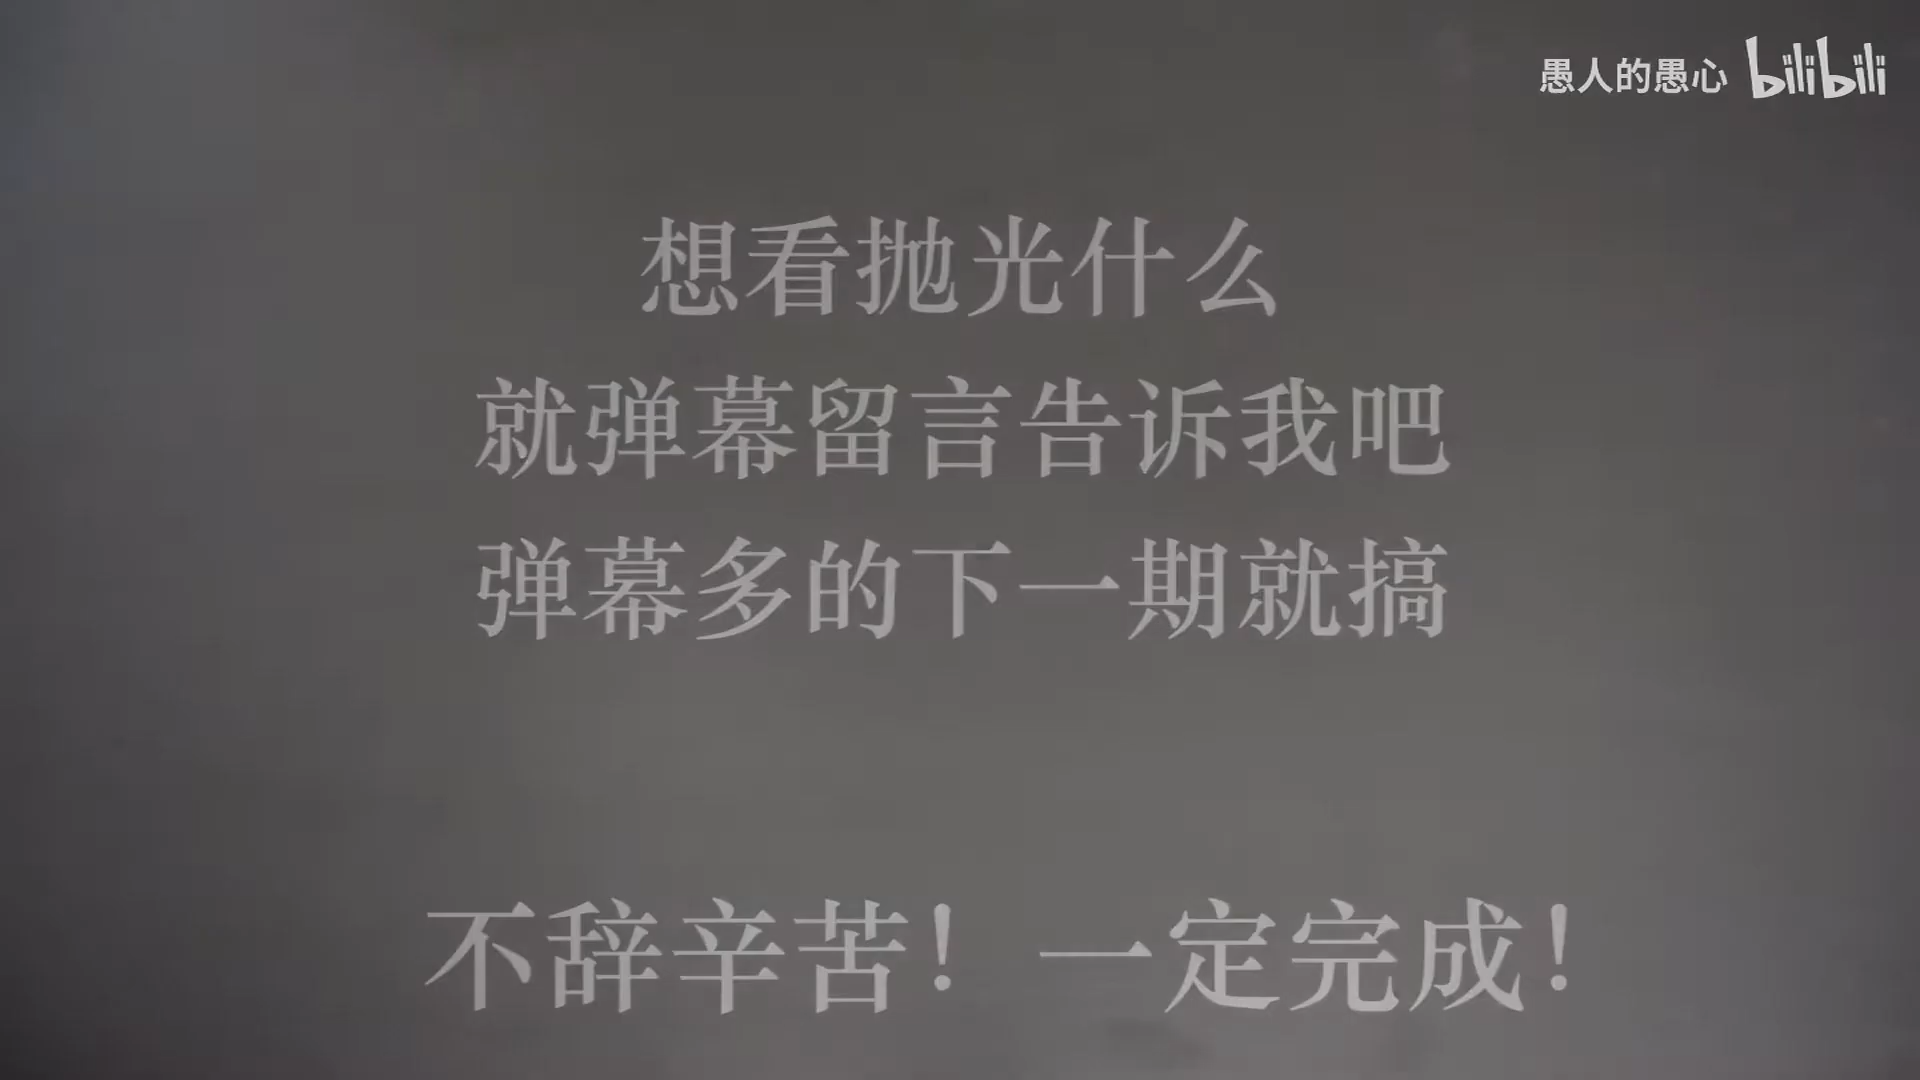 愚人的愚心 bilibili
想看抛光什么
就弹幕留言告诉我吧
弹幕多的下一期就搞
不辞辛苦！一定完成！